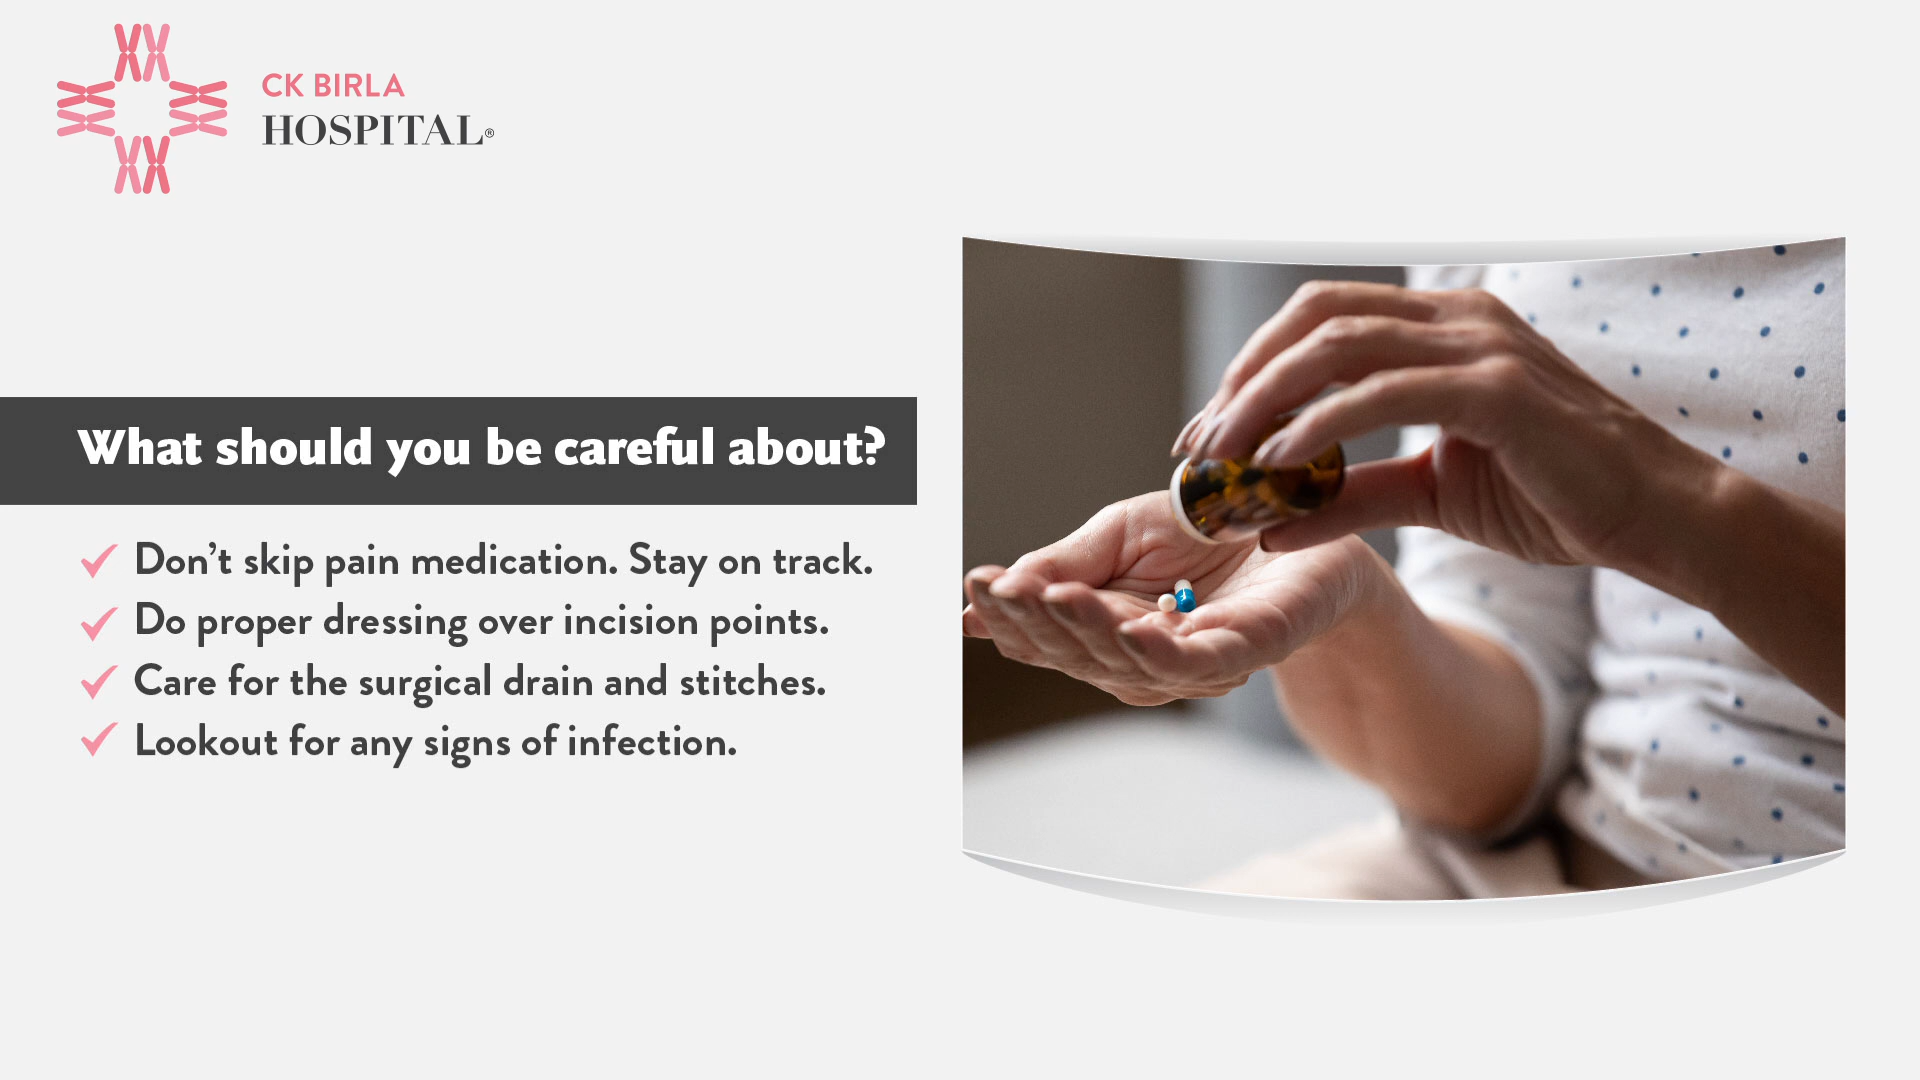 CK BIRLA
HOSPITAL®
What should you be careful about?
Don’t skip pain medication. Stay on track.
Do proper dressing over incision points.
Care for the surgical drain and stitches.
Lookout for any signs of infection.